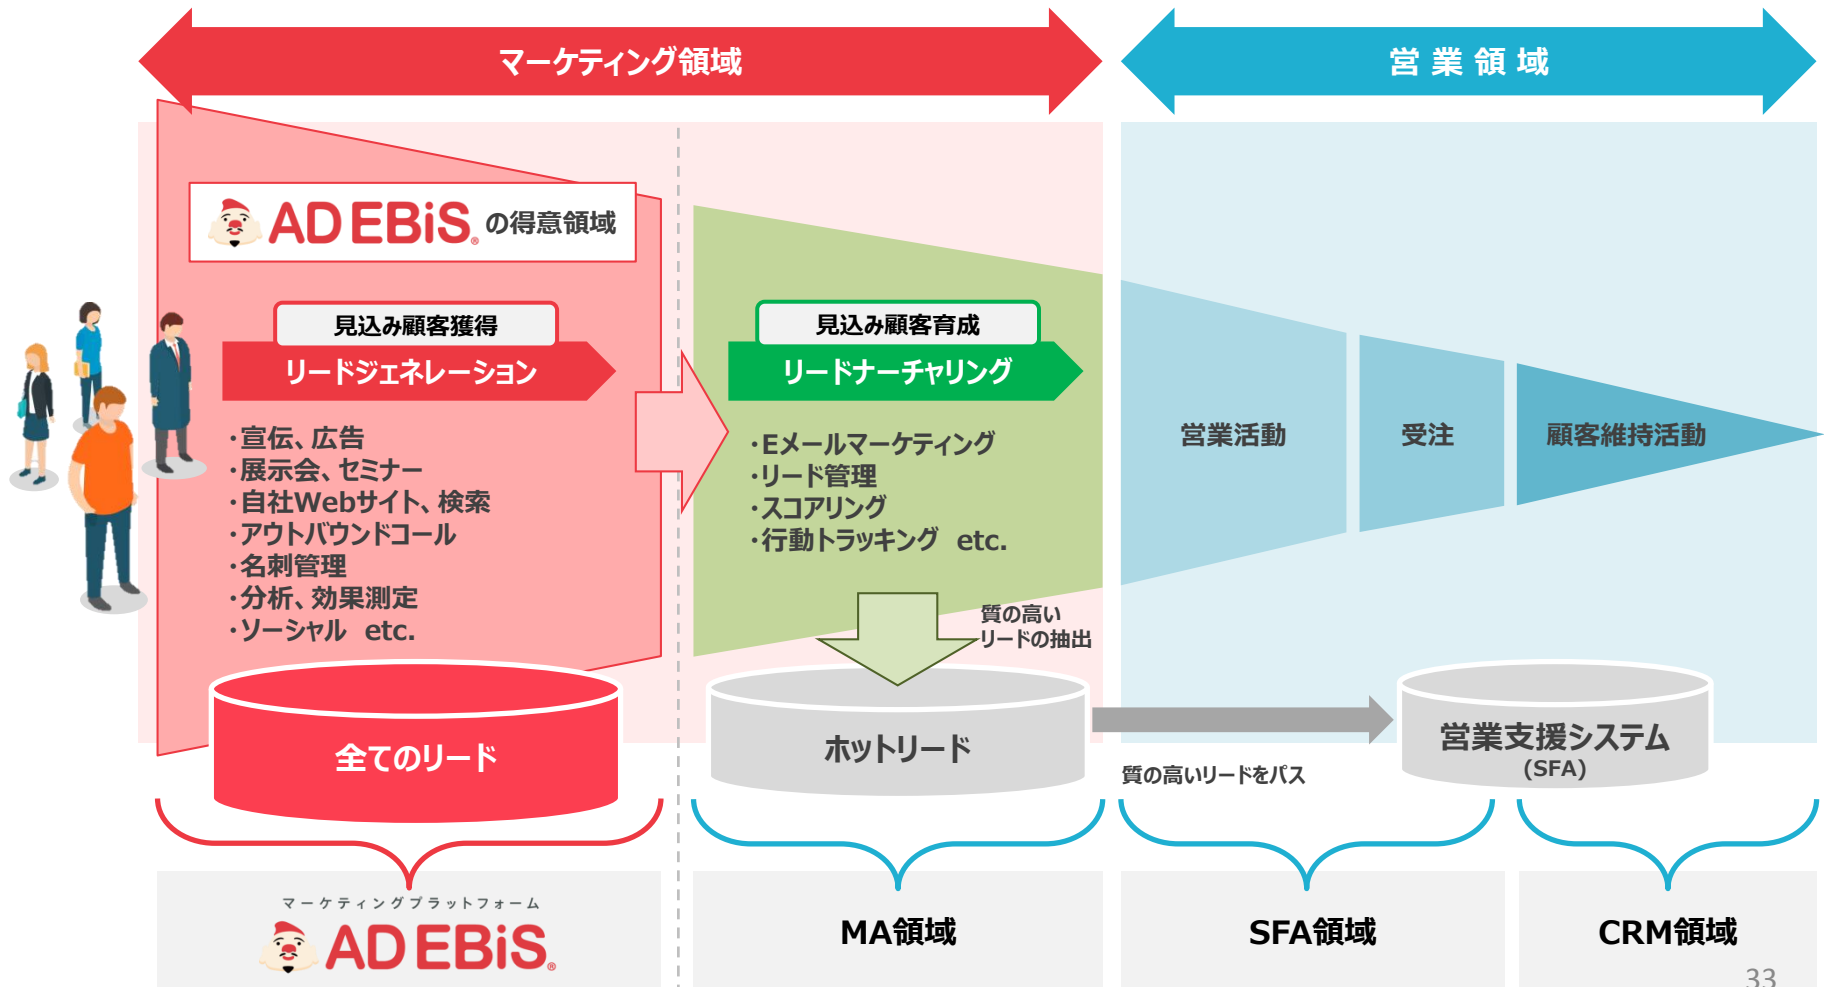 マーケティング領域
営業領域
AD EBiS® の得意領域
見込み顧客獲得
リードジェネレーション
・宣伝、広告
・展示会、セミナー
・自社Webサイト、検索
・アウトバウンドコール
・名刺管理
・分析、効果測定
・ソーシャル etc.
見込み顧客育成
リードナーチャリング
・Eメールマーケティング
・リード管理
・スコアリング
・行動トラッキング etc.
質の高い
リードの抽出
営業活動
受注
顧客維持活動
全てのリード
ホットリード
質の高いリードをパス
営業支援システム
(SFA)
マーケティングプラットフォーム
AD EBiS®
MA領域
SFA領域
CRM領域
33